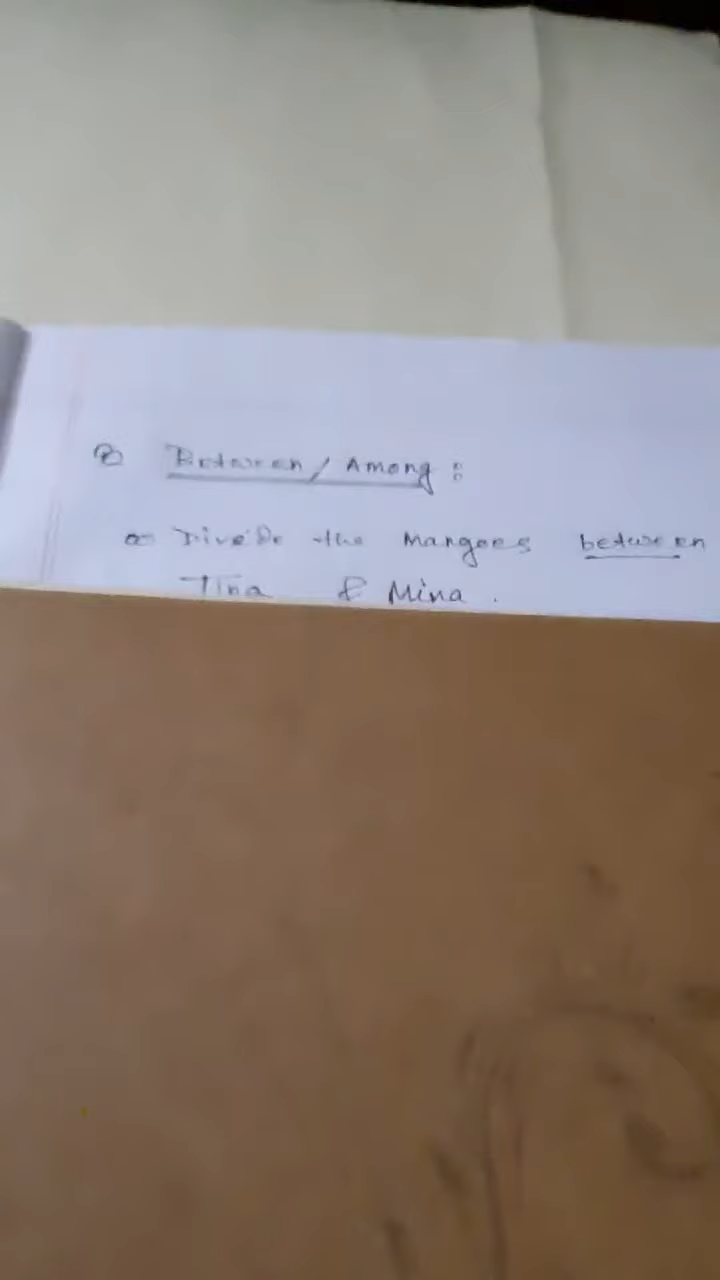 Between / Among :
Divide the Mangoes between
Tina & Mina .